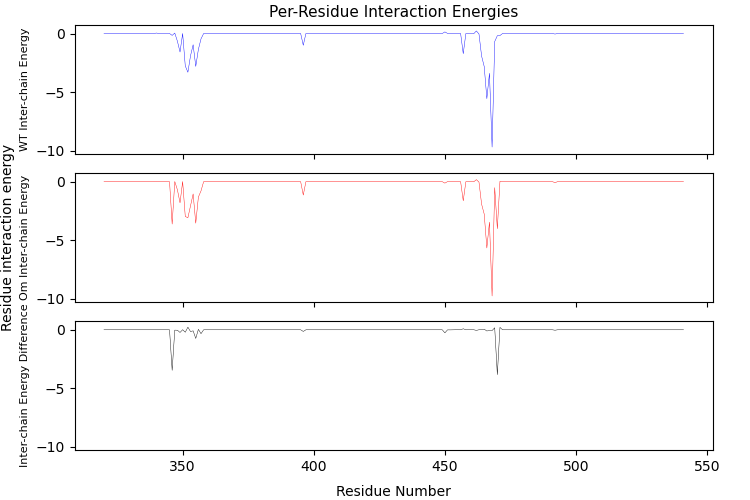 Per-Residue Interaction Energies
WT Inter-chain Energy
0
−5
−10
Residue interaction energy
Om Inter-chain Energy
0
−5
−10
Inter-chain Energy Difference
0
−5
−10
350
400
450
500
550
Residue Number